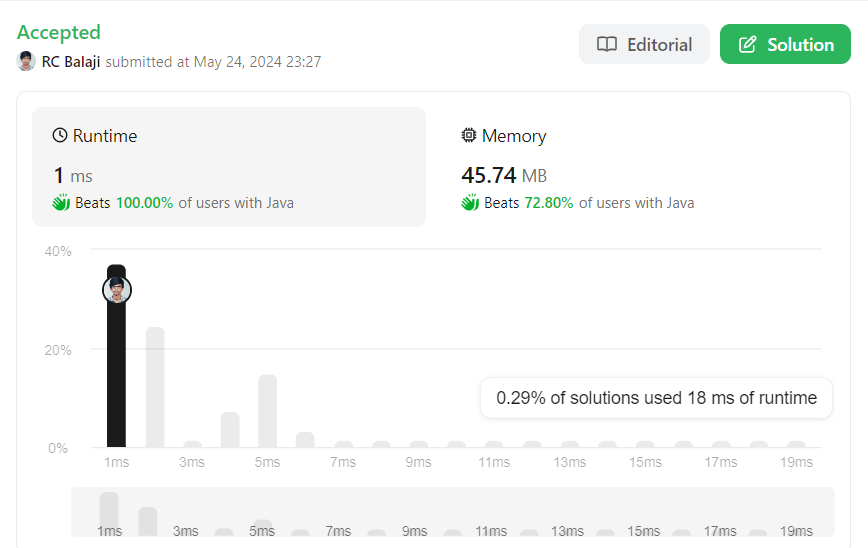 Accepted
Editorial
Solution
RC Balaji submitted at May 24, 2024 23:27
Runtime
Memory
1 ms
45.74 MB
Beats 100.00% of users with Java
Beats 72.80% of users with Java
40%
20%
0.29% of solutions used 18 ms of runtime
0%
1ms 3ms 5ms 7ms 9ms 11ms 13ms 15ms 17ms 19ms
1ms 3ms 5ms 7ms 9ms 11ms 13ms 15ms 17ms 19ms